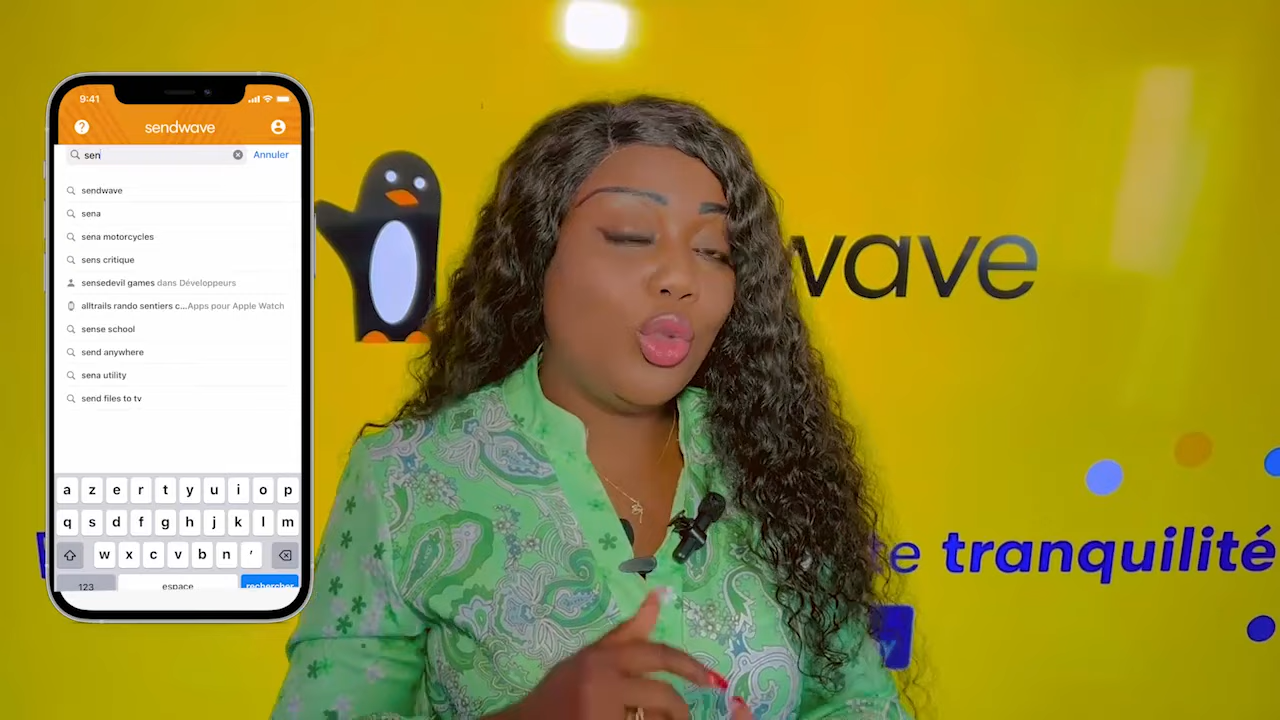 9:41
?
sendwave
sen
Annuler
sendwave
sena
sena motorcycles
sens critique
sensedevil games dans Développeurs
alltrails rando sentiers c...Apps pour Apple Watch
sense school
send anywhere
sena utility
send files to tv
a z e r t y u i o p
q s d f g h j k l m
w x c v b n ’
123 espace rechercher
wave
te tranquilité